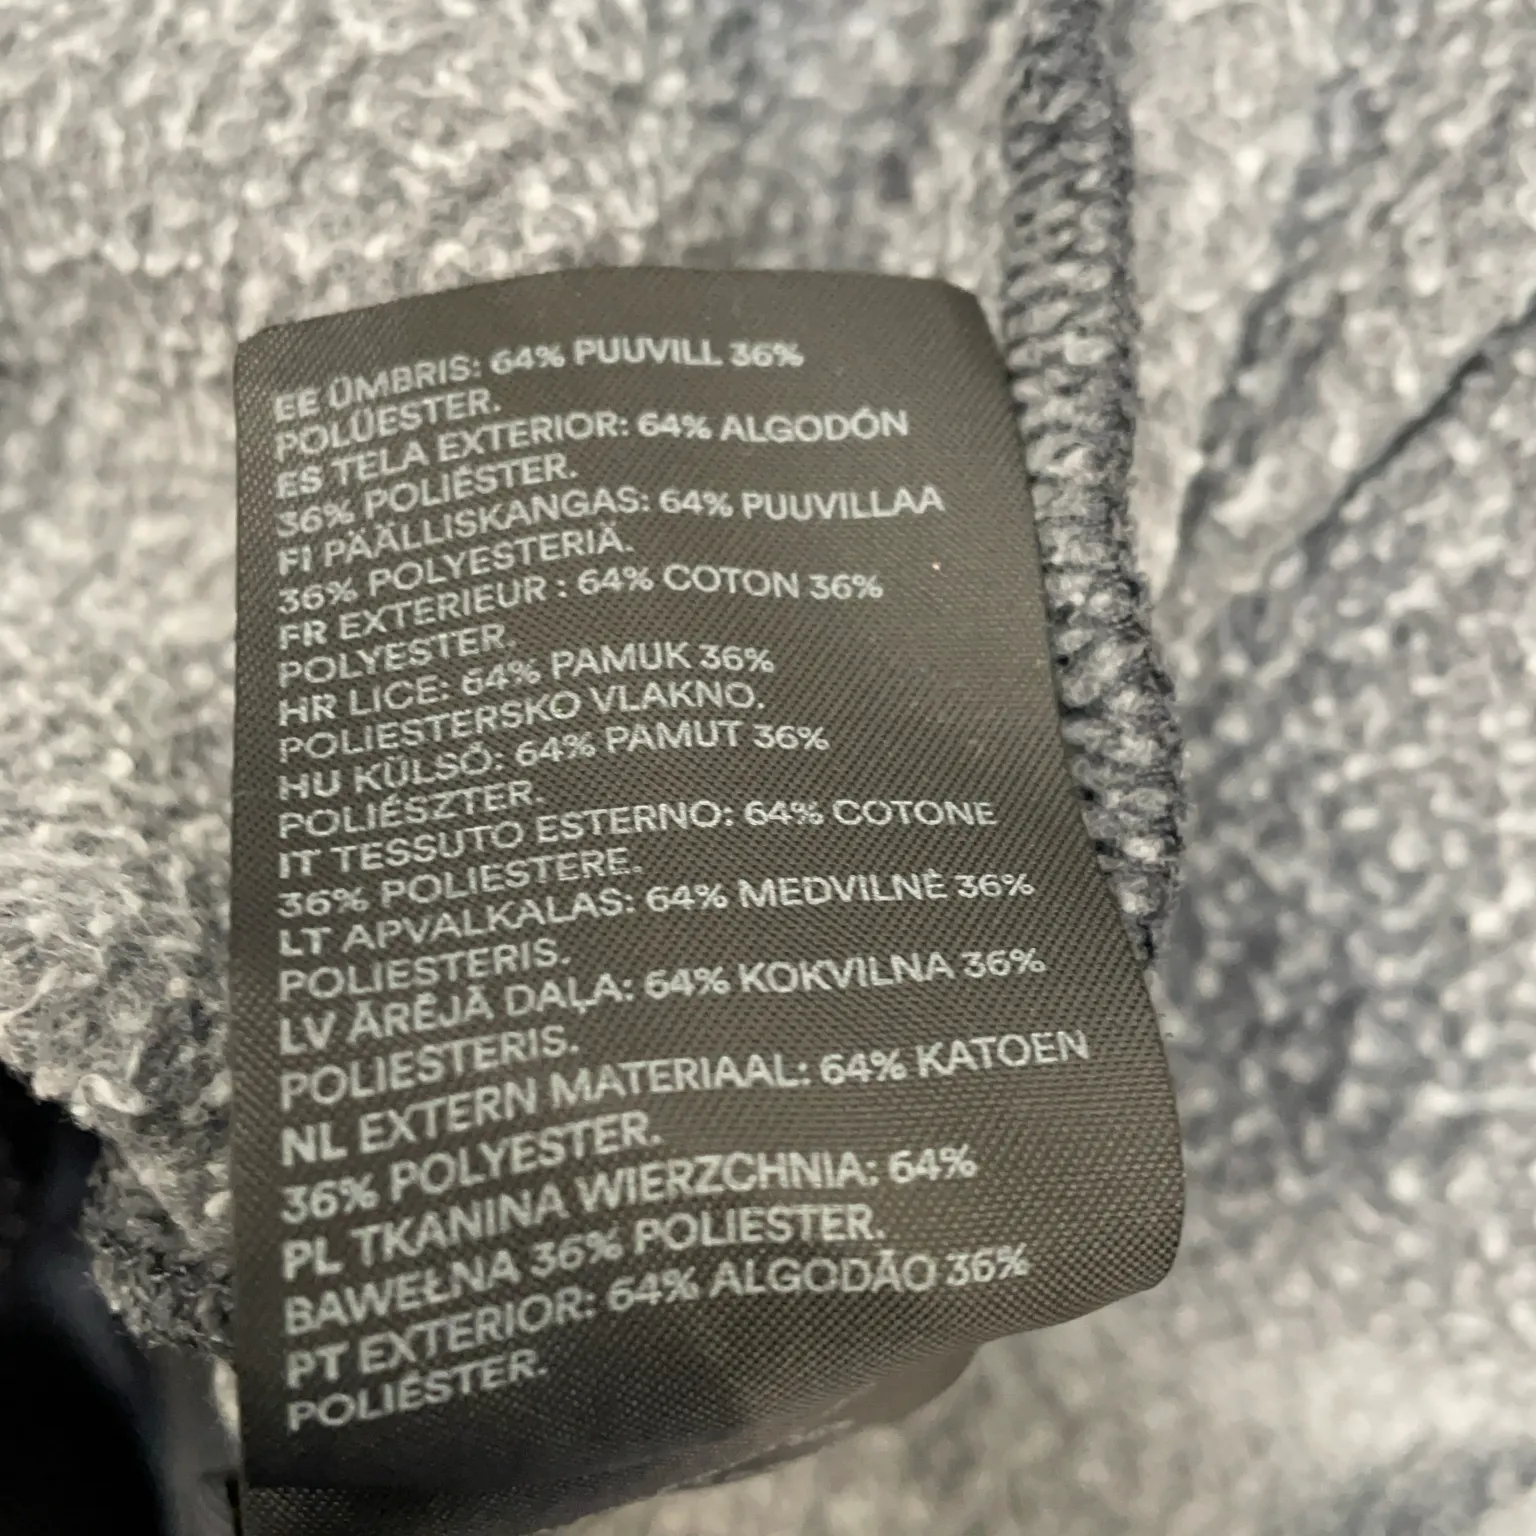 EE ÜMBRIS: 64% PUUVILL 36%
POLÜESTER.
ES TELA EXTERIOR: 64% ALGODÓN
36% POLIÉSTER.
FI PÄÄLLISKANGAS: 64% PUUVILLAA
36% POLYESTERIÄ.
FR EXTERIEUR : 64% COTON 36%
POLYESTER.
HR LICE: 64% PAMUK 36%
POLIESTERSKO VLAKNO.
HU KÜLSŐ: 64% PAMUT 36%
POLIÉSZTER.
IT TESSUTO ESTERNO: 64% COTONE
36% POLIESTERE.
LT APVALKALAS: 64% MEDVILNĖ 36%
POLIESTERIS.
LV ĀRĒJĀ DAĻA: 64% KOKVILNA 36%
POLIESTERIS.
NL EXTERN MATERIAAL: 64% KATOEN
36% POLYESTER.
PL TKANINA WIERZCHNIA: 64%
BAWEŁNA 36% POLIESTER.
PT EXTERIOR: 64% ALGODÃO 36%
POLIÉSTER.